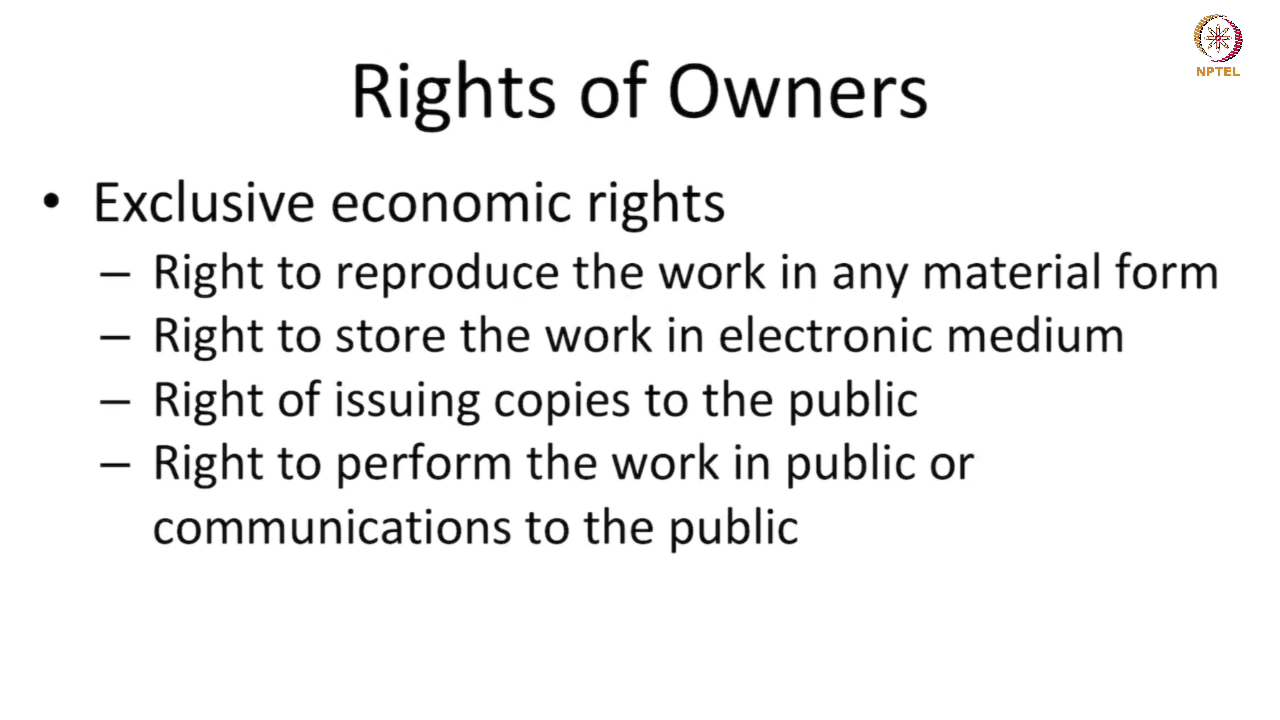 NPTEL
Rights of Owners
• Exclusive economic rights
– Right to reproduce the work in any material form
– Right to store the work in electronic medium
– Right of issuing copies to the public
– Right to perform the work in public or
communications to the public